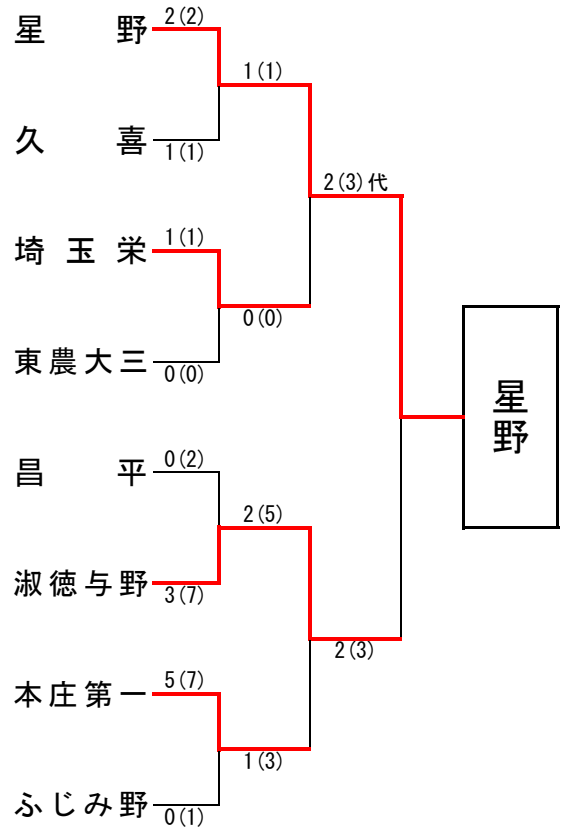 星野
2(2)
1(1)
久喜
1(1)
2(3)代
埼玉栄
1(1)
0(0)
東農大三
0(0)
星野
昌平
0(2)
2(5)
淑徳与野
3(7)
2(3)
本庄第一
5(7)
1(3)
ふじみ野
0(1)